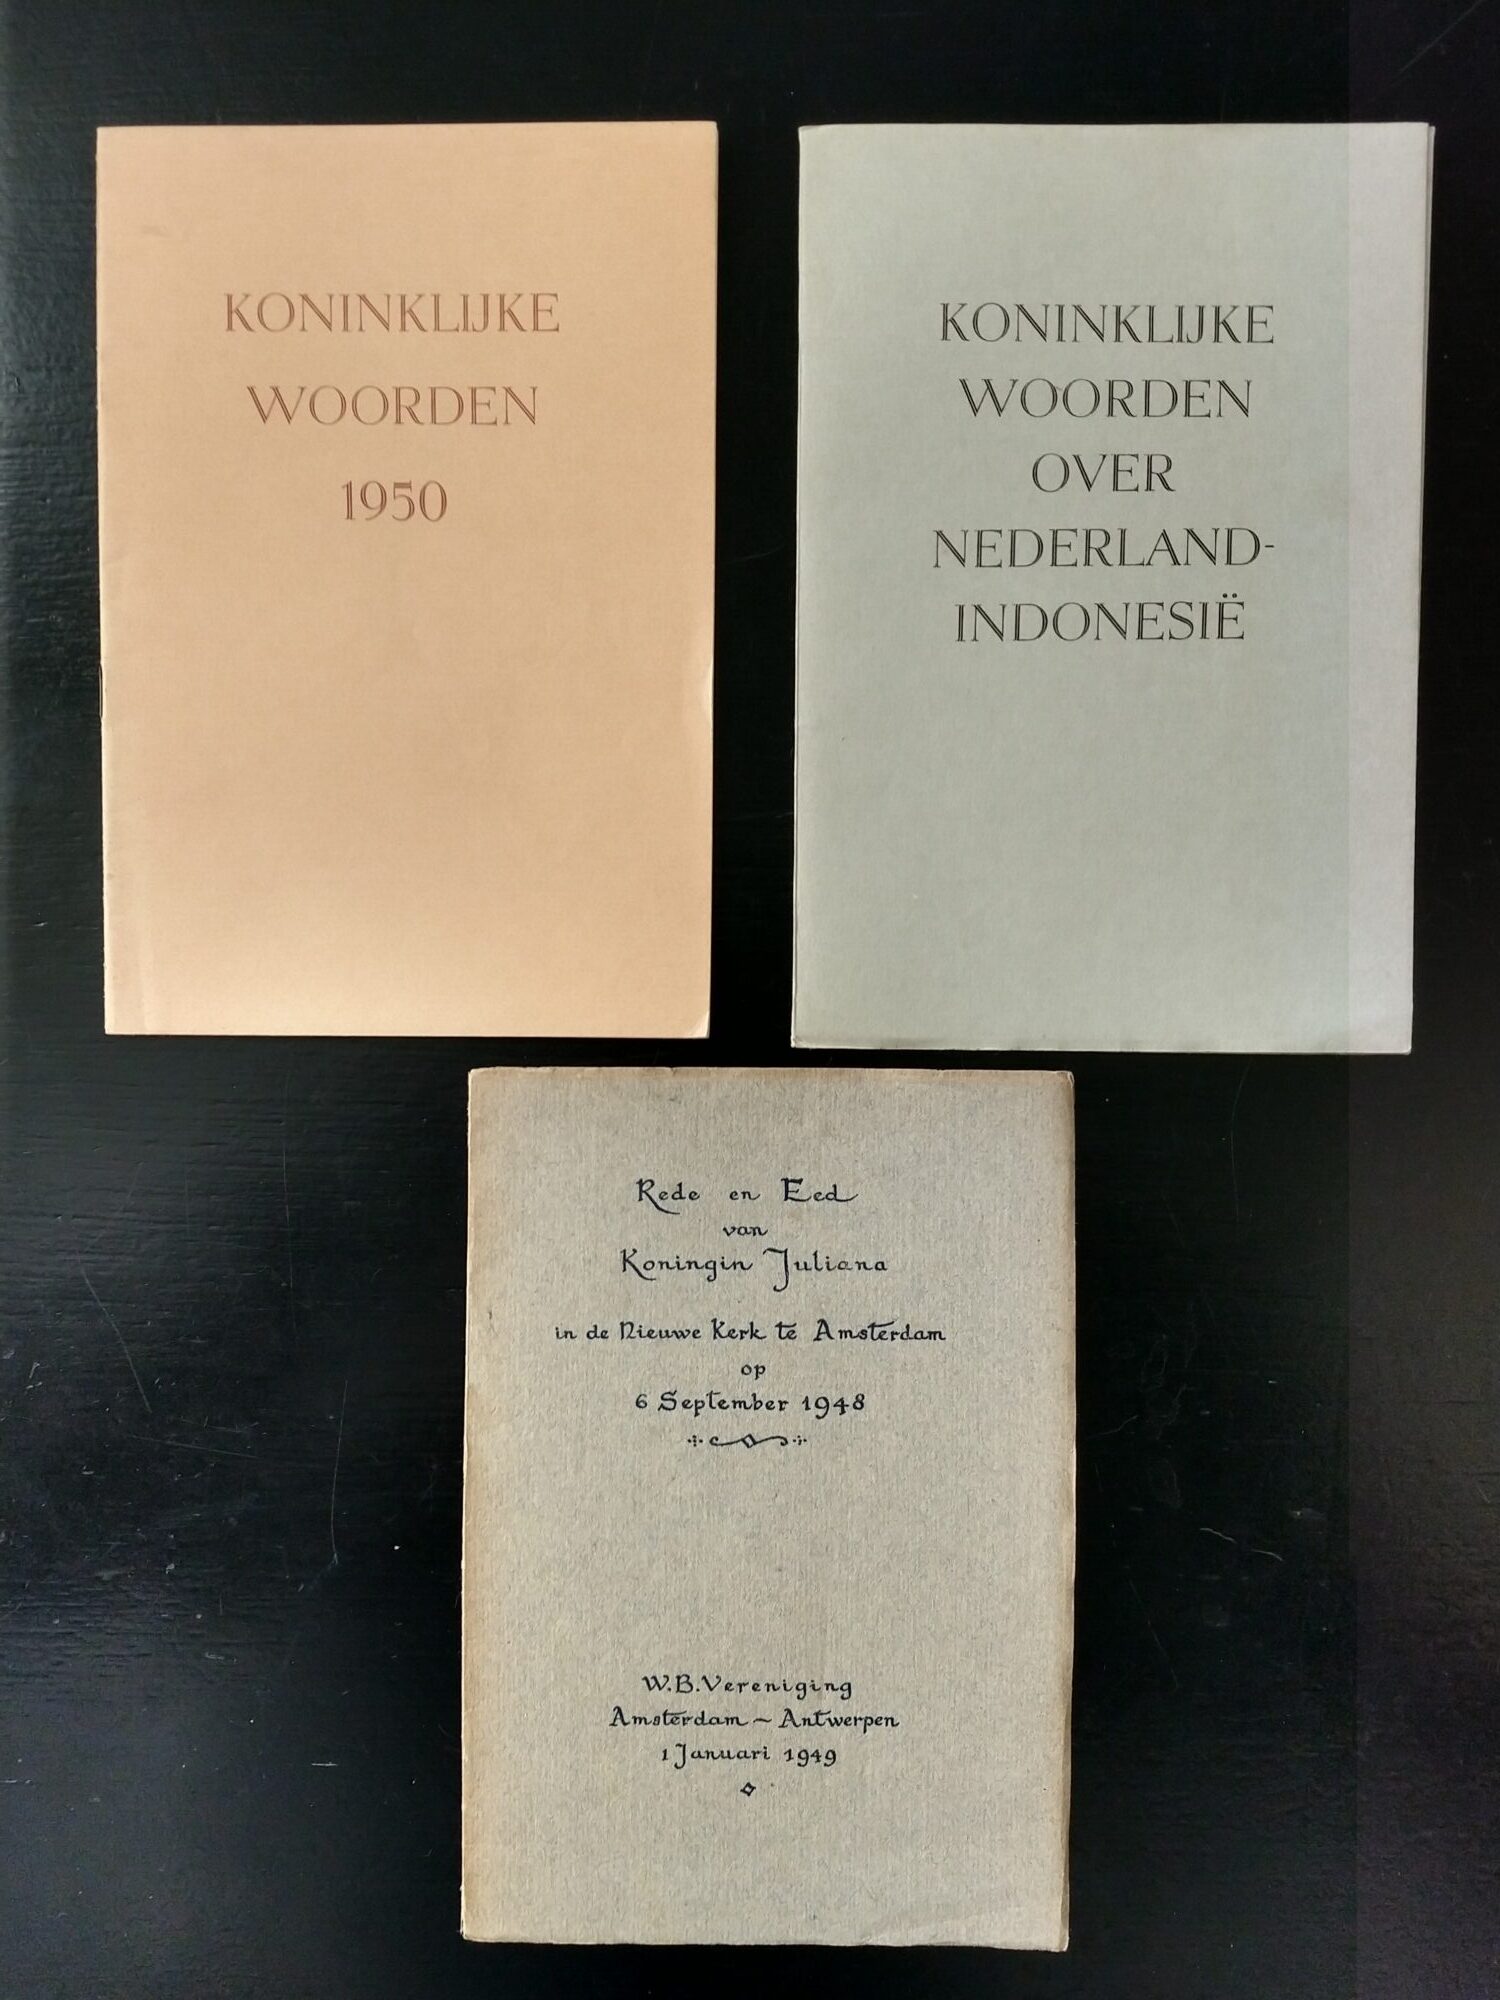 KONINKLIJKE
WOORDEN
1950
KONINKLIJKE
WOORDEN
OVER
NEDERLAND-
INDONESIË
Rede en Eed
van
Koningin Juliana
in de Nieuwe Kerk te Amsterdam
op
6 September 1948
W.B.Vereniging
Amsterdam ~ Antwerpen
1 Januari 1949